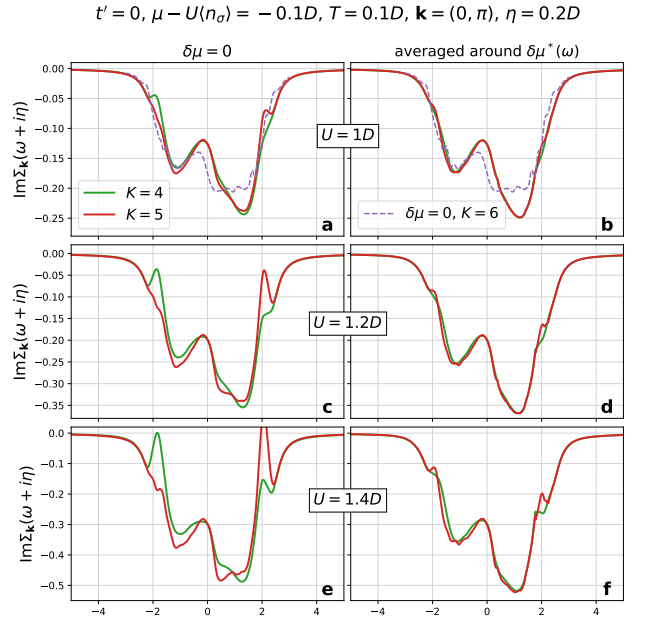 t′ = 0, μ − U⟨n_σ⟩ = −0.1D, T = 0.1D, k = (0, π), η = 0.2D
δμ = 0
averaged around δμ*(ω)
ImΣ_k(ω + iη)
0.00
−0.05
−0.10
−0.15
−0.20
−0.25
K = 4
K = 5
a
U = 1D
δμ = 0, K = 6
b
ImΣ_k(ω + iη)
0.00
−0.05
−0.10
−0.15
−0.20
−0.25
−0.30
−0.35
c
U = 1.2D
d
ImΣ_k(ω + iη)
0.0
−0.1
−0.2
−0.3
−0.4
−0.5
e
U = 1.4D
f
−4 −2 0 2 4
−4 −2 0 2 4